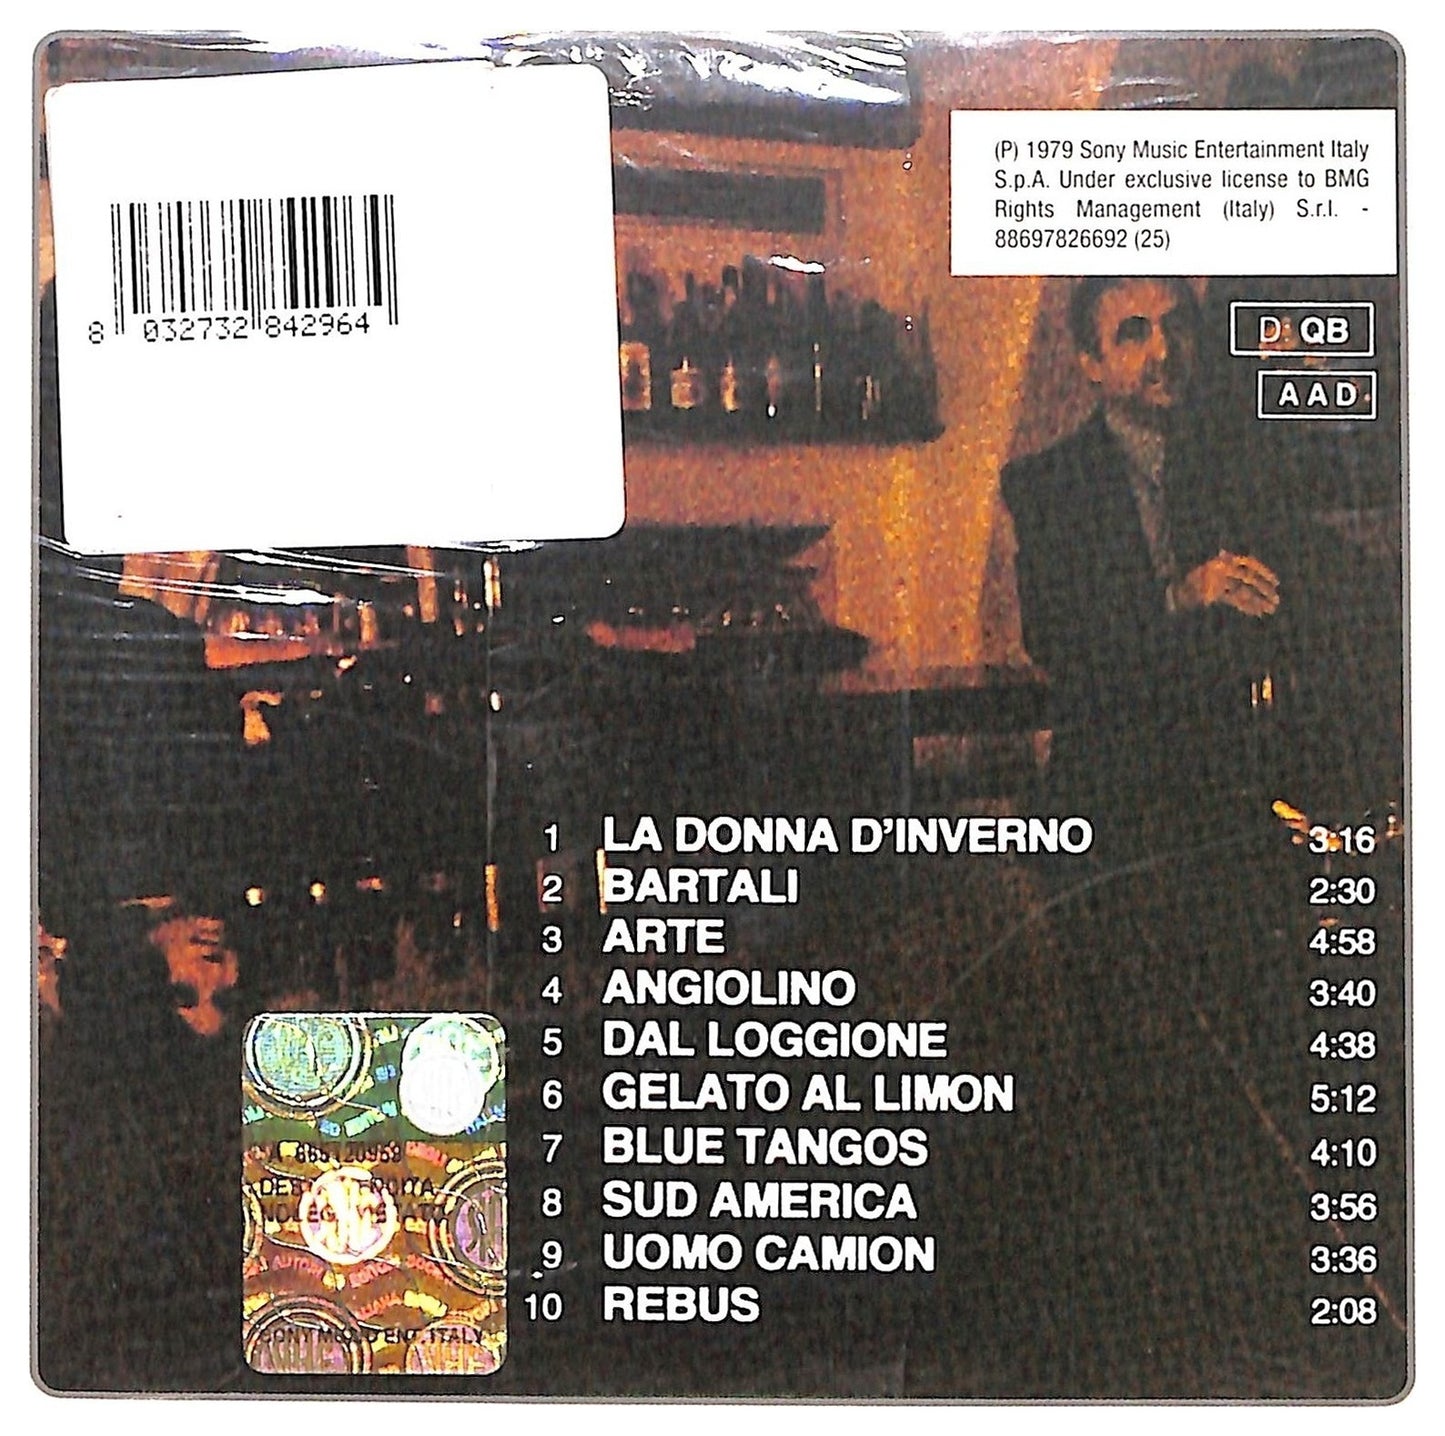 8 032732 842964
(P) 1979 Sony Music Entertainment Italy
S.p.A. Under exclusive license to BMG
Rights Management (Italy) S.r.l. -
88697826692 (25)
D: QB
AAD
1 LA DONNA D'INVERNO 3:16
2 BARTALI 2:30
3 ARTE 4:58
4 ANGIOLINO 3:40
5 DAL LOGGIONE 4:38
6 GELATO AL LIMON 5:12
7 BLUE TANGOS 4:10
8 SUD AMERICA 3:56
9 UOMO CAMION 3:36
10 REBUS 2:08
ENT. ITALY